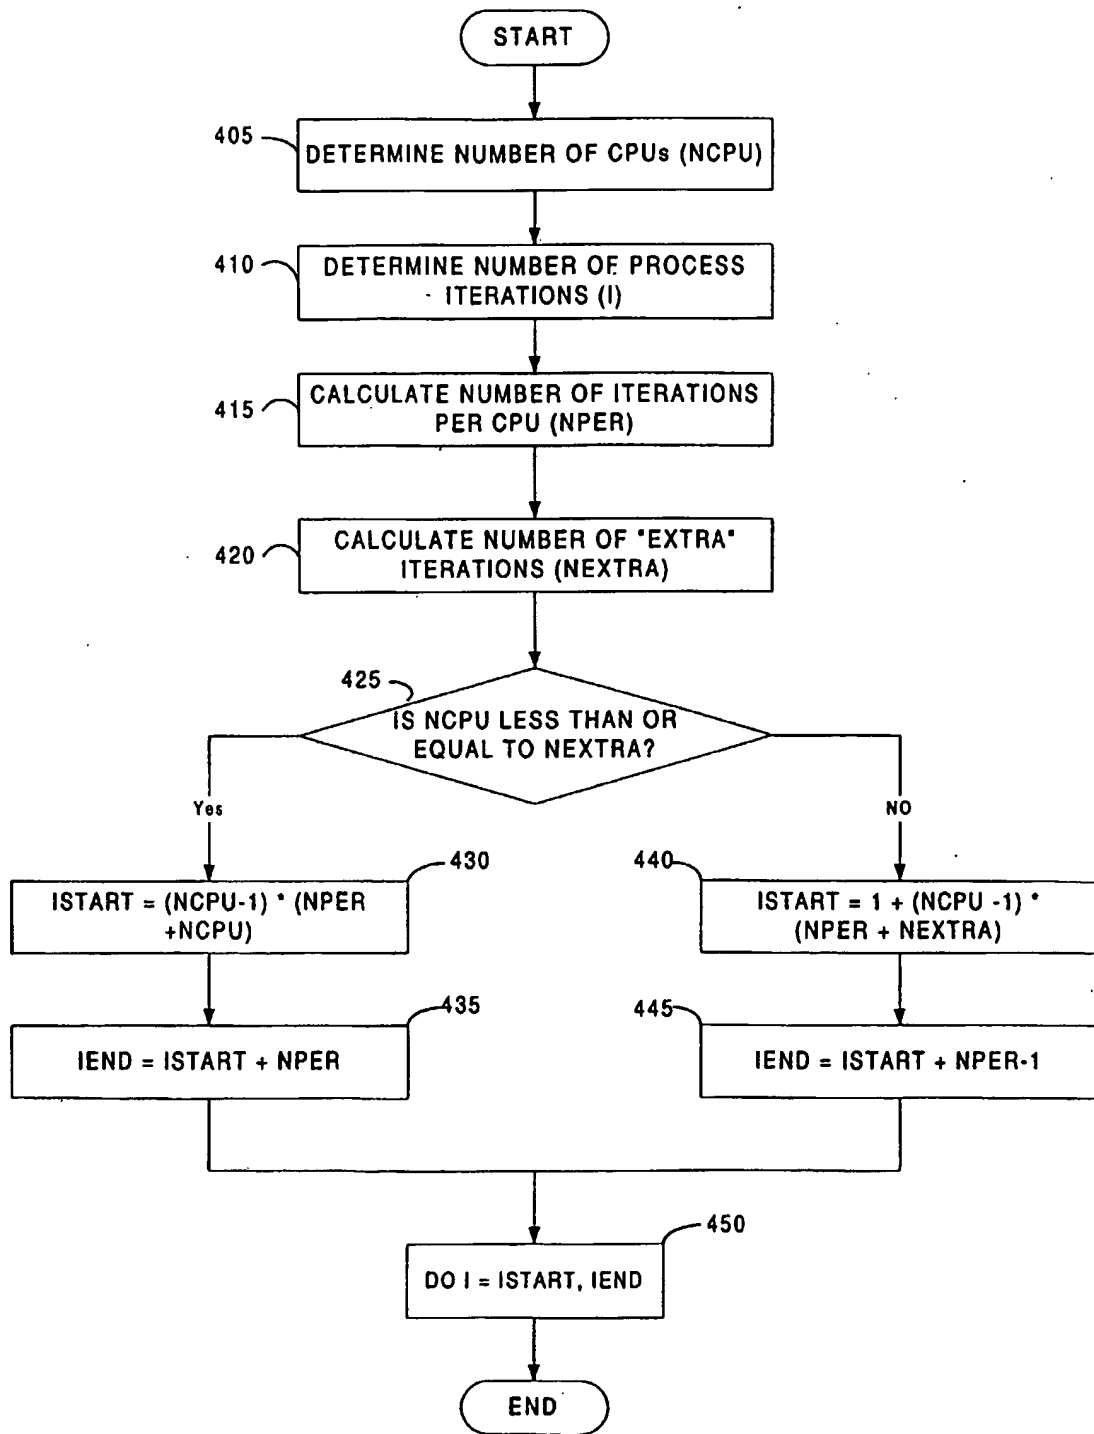 START
405
DETERMINE NUMBER OF CPUs (NCPU)
410
DETERMINE NUMBER OF PROCESS
ITERATIONS (I)
415
CALCULATE NUMBER OF ITERATIONS
PER CPU (NPER)
420
CALCULATE NUMBER OF "EXTRA"
ITERATIONS (NEXTRA)
425
IS NCPU LESS THAN OR
EQUAL TO NEXTRA?
Yes
NO
430
ISTART = (NCPU-1) * (NPER
+NCPU)
440
ISTART = 1 + (NCPU -1) *
(NPER + NEXTRA)
435
IEND = ISTART + NPER
445
IEND = ISTART + NPER-1
450
DO I = ISTART, IEND
END